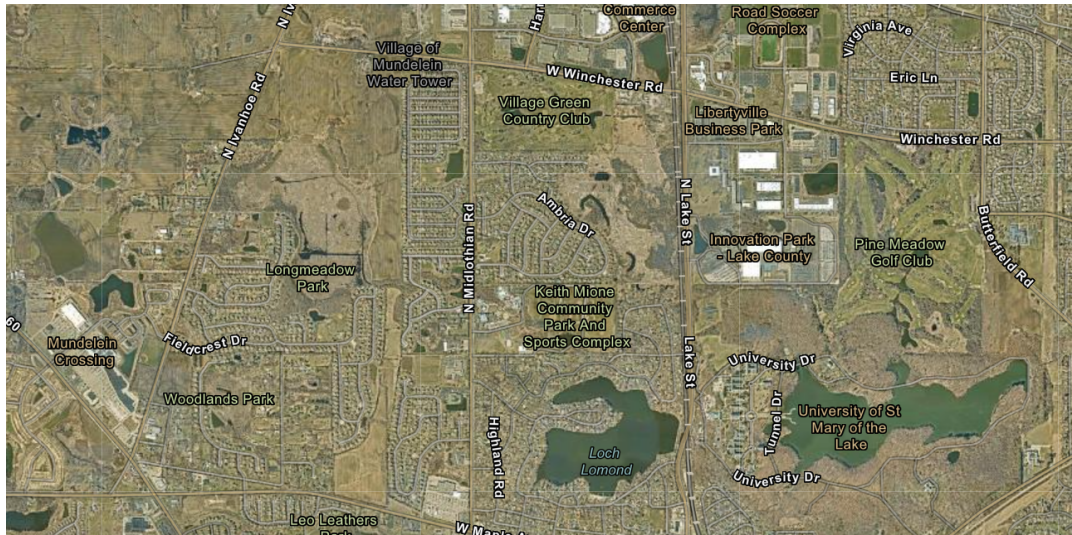 N Iv
Harr
Commerce
Center
Road Soccer
Complex
Virginia Ave
Village of
Mundelein
Water Tower
W Winchester Rd
Eric Ln
N Ivanhoe Rd
Village Green
Country Club
Libertyville
Business Park
Winchester Rd
N Midlothian Rd
Ambria Dr
N Lake St
Innovation Park
- Lake County
Pine Meadow
Golf Club
Butterfield Rd
Longmeadow
Park
Keith Mione
Community
Park And
Sports Complex
60
Mundelein
Crossing
Fieldcrest Dr
Lake St
University Dr
Woodlands Park
Tunnel Dr
University of St
Mary of the
Lake
Highland Rd
Loch
Lomond
University Dr
Leo Leathers
W Maple A